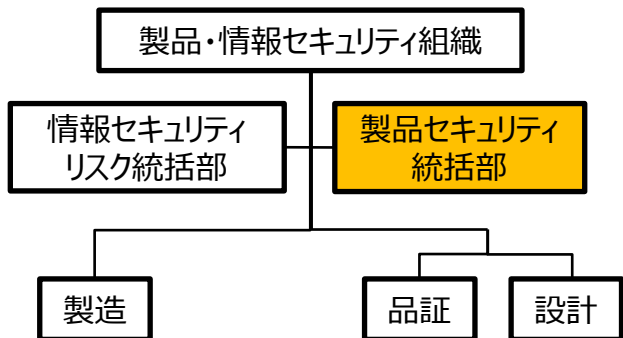 製品・情報セキュリティ組織
情報セキュリティ
リスク統括部
製品セキュリティ
統括部
製造
品証
設計